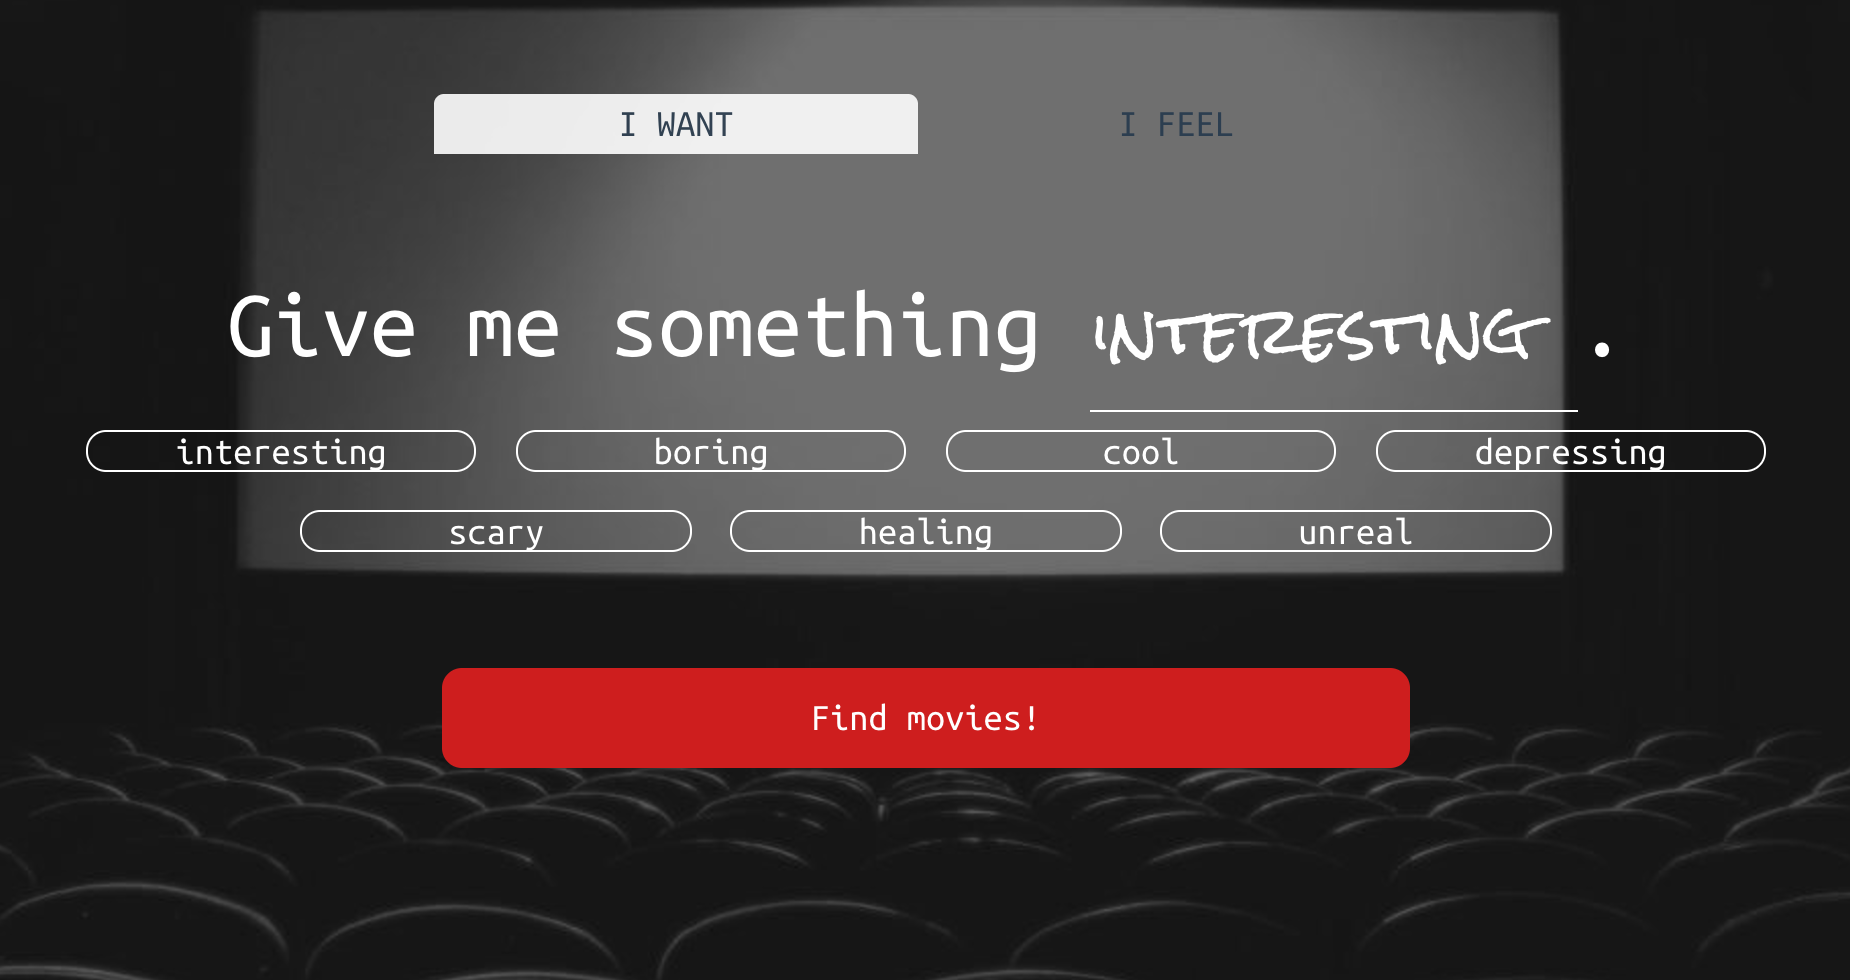 I WANT I FEEL
Give me something INTERESTING .
interesting boring cool depressing
scary healing unreal
Find movies!